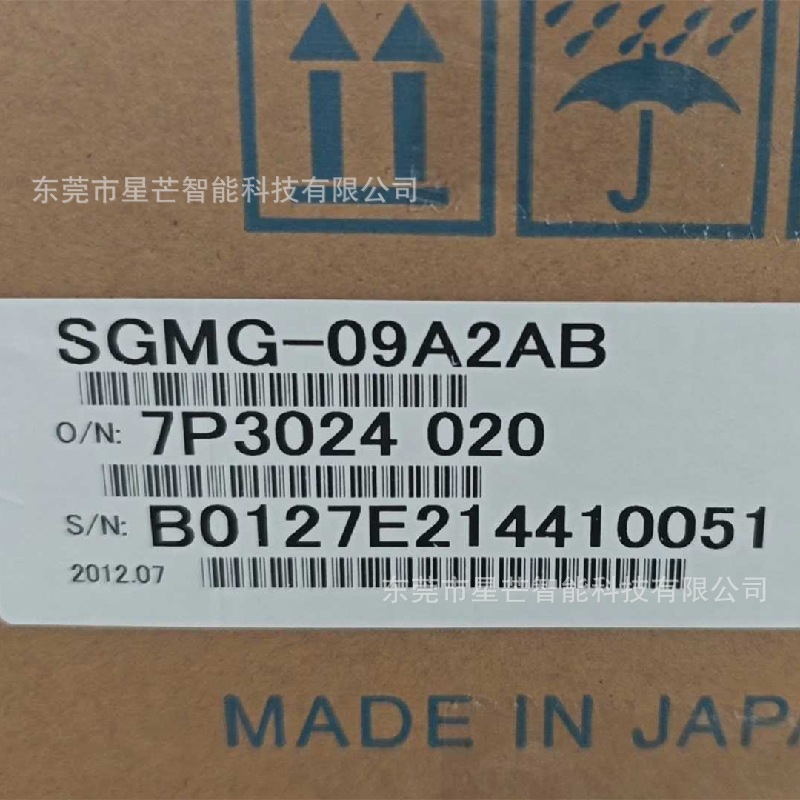 东莞市星芒智能科技有限公司
SGMG-09A2AB
O/N: 7P3024 020
S/N: B0127E214410051
2012.07
东莞市星芒智能科技有限公司
MADE IN JAPA